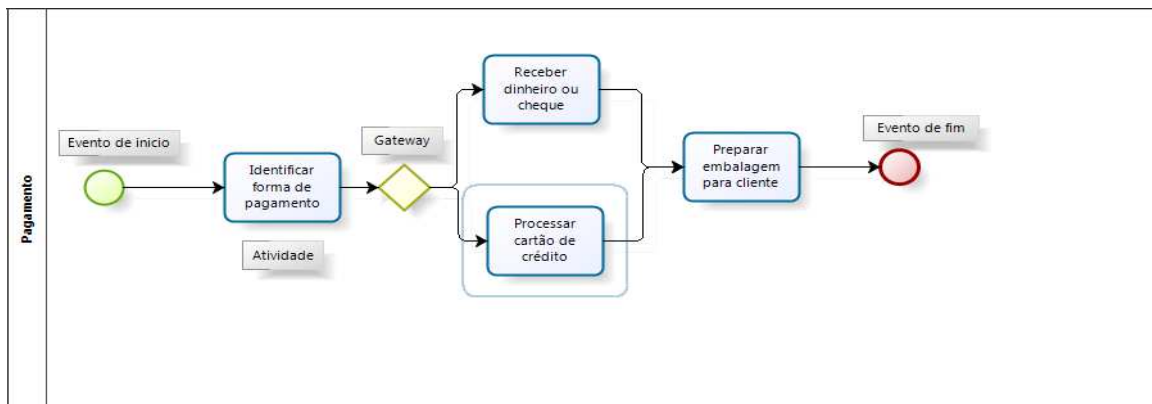 Pagamento
Evento de inicio
Identificar
forma de
pagamento
Atividade
Gateway
Receber
dinheiro ou
cheque
Processar
cartão de
crédito
Preparar
embalagem
para cliente
Evento de fim